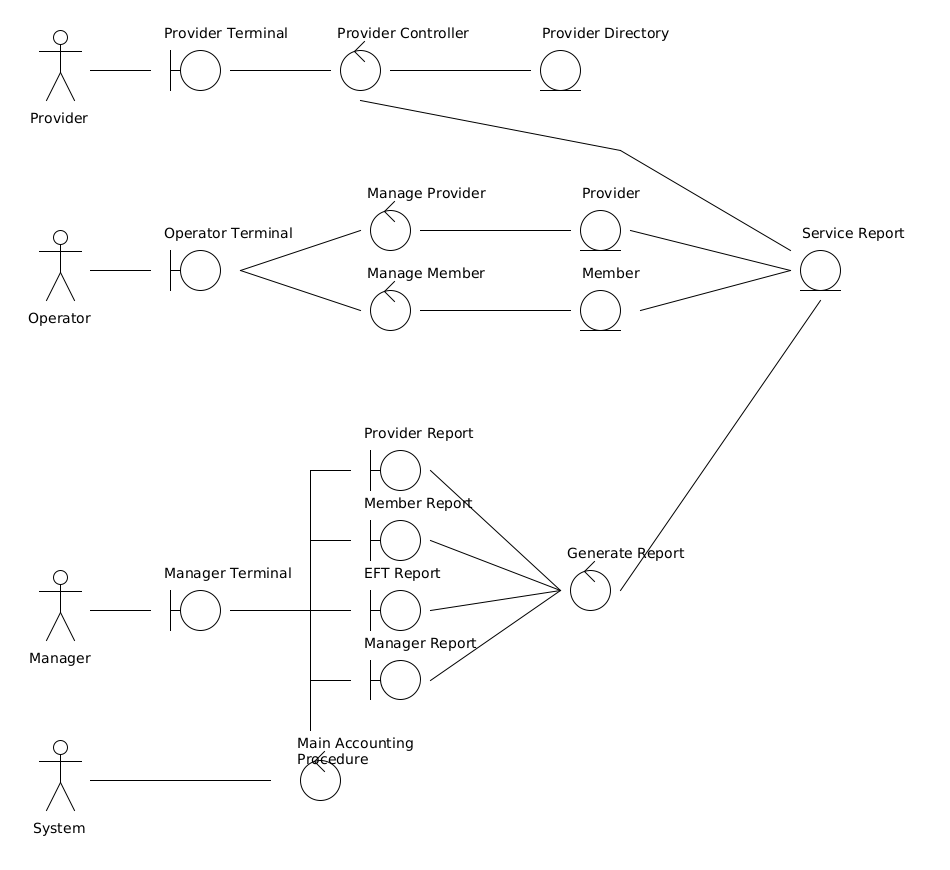 Provider Terminal
Provider Controller
Provider Directory
Provider
Manage Provider
Provider
Operator Terminal
Service Report
Manage Member
Member
Operator
Provider Report
Member Report
Generate Report
Manager Terminal
EFT Report
Manager Report
Manager
Main Accounting
Procedure
System